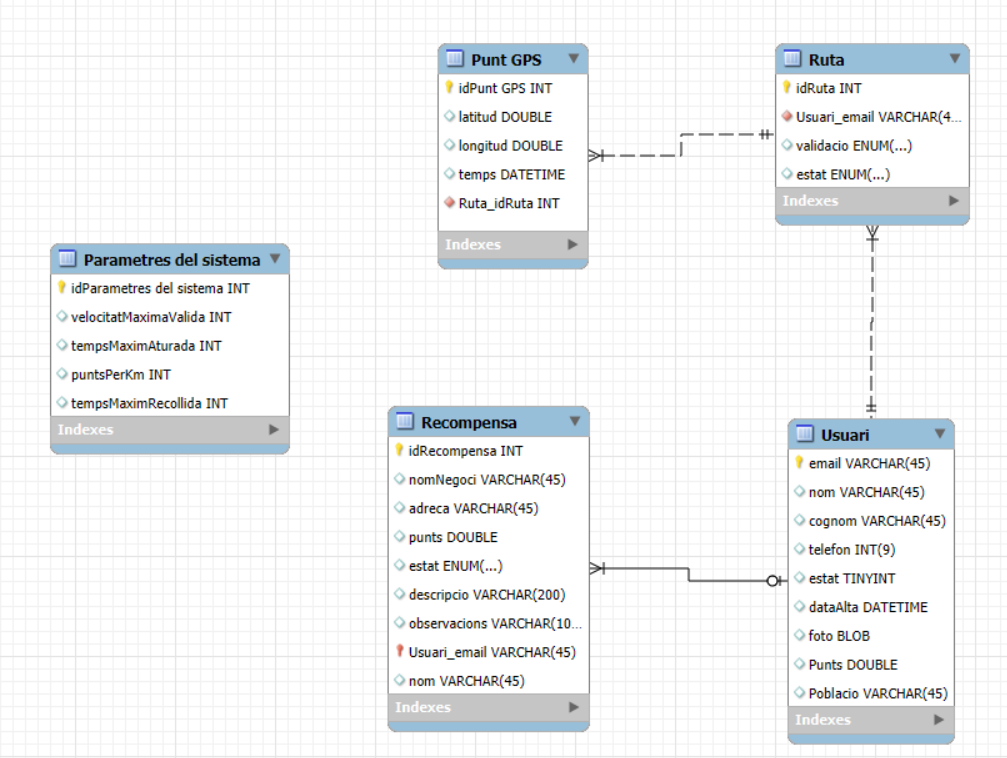 Punt GPS
idPunt GPS INT
latitud DOUBLE
longitud DOUBLE
temps DATETIME
Ruta_idRuta INT
Indexes
Ruta
idRuta INT
Usuari_email VARCHAR(4...
validacio ENUM(...)
estat ENUM(...)
Indexes
Parametres del sistema
idParametres del sistema INT
velocitatMaximaValida INT
tempsMaximAturada INT
puntsPerKm INT
tempsMaximRecollida INT
Indexes
Recompensa
idRecompensa INT
nomNegoci VARCHAR(45)
adreca VARCHAR(45)
punts DOUBLE
estat ENUM(...)
descripcio VARCHAR(200)
observacions VARCHAR(10...
Usuari_email VARCHAR(45)
nom VARCHAR(45)
Indexes
Usuari
email VARCHAR(45)
nom VARCHAR(45)
cognom VARCHAR(45)
telefon INT(9)
estat TINYINT
dataAlta DATETIME
foto BLOB
Punts DOUBLE
Poblacio VARCHAR(45)
Indexes